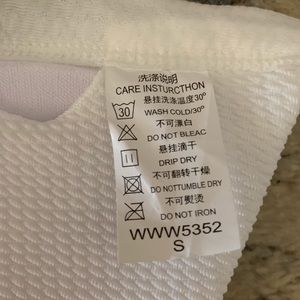 洗涤说明
CARE INSTURCTHON
30
悬挂洗涤温度30°
WASH COLD/30°
不可漂白
DO NOT BLEAC
悬挂滴干
DRIP DRY
不可翻转干燥
DO NOTTUMBLE DRY
不可熨烫
DO NOT IRON
WWW5352
S